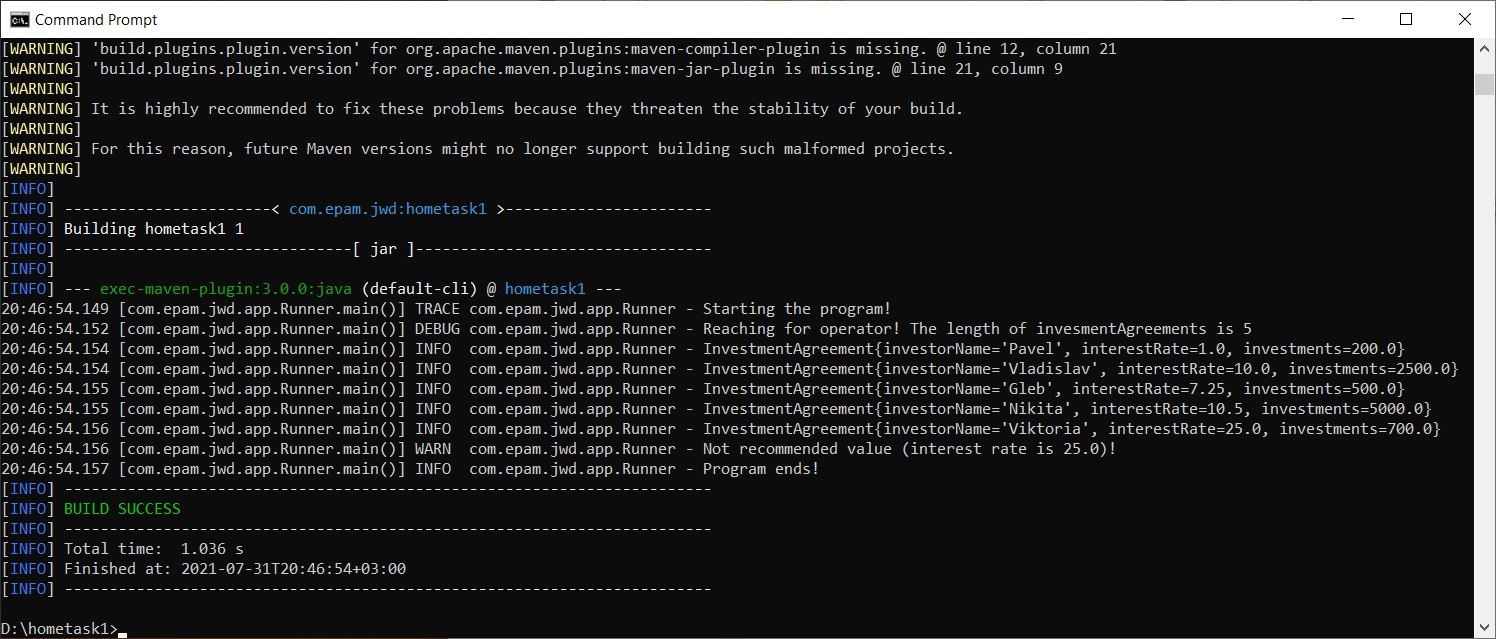 Command Prompt
[WARNING] 'build.plugins.plugin.version' for org.apache.maven.plugins:maven-compiler-plugin is missing. @ line 12, column 21
[WARNING] 'build.plugins.plugin.version' for org.apache.maven.plugins:maven-jar-plugin is missing. @ line 21, column 9
[WARNING]
[WARNING] It is highly recommended to fix these problems because they threaten the stability of your build.
[WARNING]
[WARNING] For this reason, future Maven versions might no longer support building such malformed projects.
[WARNING]
[INFO]
[INFO] -----------------------< com.epam.jwd:hometask1 >-----------------------
[INFO] Building hometask1 1
[INFO] --------------------------------[ jar ]---------------------------------
[INFO]
[INFO] --- exec-maven-plugin:3.0.0:java (default-cli) @ hometask1 ---
20:46:54.149 [com.epam.jwd.app.Runner.main()] TRACE com.epam.jwd.app.Runner - Starting the program!
20:46:54.152 [com.epam.jwd.app.Runner.main()] DEBUG com.epam.jwd.app.Runner - Reaching for operator! The length of invesmentAgreements is 5
20:46:54.154 [com.epam.jwd.app.Runner.main()] INFO  com.epam.jwd.app.Runner - InvestmentAgreement{investorName='Pavel', interestRate=1.0, investments=200.0}
20:46:54.154 [com.epam.jwd.app.Runner.main()] INFO  com.epam.jwd.app.Runner - InvestmentAgreement{investorName='Vladislav', interestRate=10.0, investments=2500.0}
20:46:54.155 [com.epam.jwd.app.Runner.main()] INFO  com.epam.jwd.app.Runner - InvestmentAgreement{investorName='Gleb', interestRate=7.25, investments=500.0}
20:46:54.155 [com.epam.jwd.app.Runner.main()] INFO  com.epam.jwd.app.Runner - InvestmentAgreement{investorName='Nikita', interestRate=10.5, investments=5000.0}
20:46:54.156 [com.epam.jwd.app.Runner.main()] INFO  com.epam.jwd.app.Runner - InvestmentAgreement{investorName='Viktoria', interestRate=25.0, investments=700.0}
20:46:54.156 [com.epam.jwd.app.Runner.main()] WARN  com.epam.jwd.app.Runner - Not recommended value (interest rate is 25.0)!
20:46:54.157 [com.epam.jwd.app.Runner.main()] INFO  com.epam.jwd.app.Runner - Program ends!
[INFO] ------------------------------------------------------------------------
[INFO] BUILD SUCCESS
[INFO] ------------------------------------------------------------------------
[INFO] Total time:  1.036 s
[INFO] Finished at: 2021-07-31T20:46:54+03:00
[INFO] ------------------------------------------------------------------------
D:\hometask1>